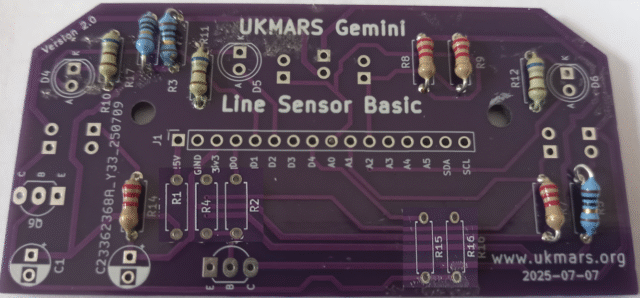 Version 2.0
UKMARS Gemini
D4
K
A
R10
R17
R3
R11
D5
A
R8
R9
R12
K
D6
A
Line Sensor Basic
J1
+5V
GND
3v3
D0
D1
D2
D3
D4
A0
A1
A2
A3
A4
A5
SDA
SCL
C23362368A_Y33_250709
C
B
E
R14
R1
R4
R2
R15
R16
C1
E
B
C
www.ukmars.org
2025-07-07